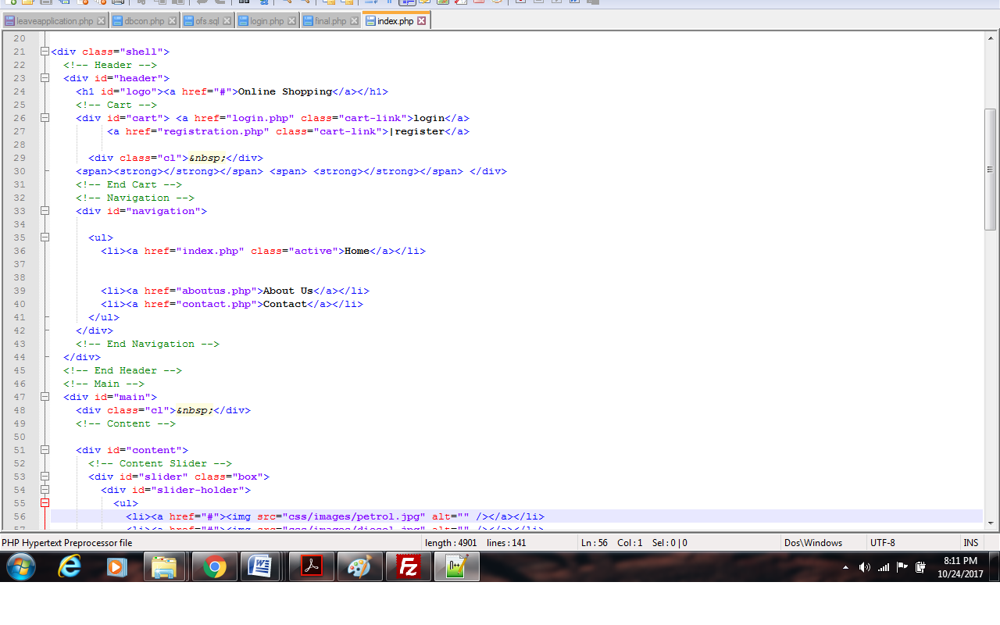 leaveapplication.php dbcon.php ofs.sql login.php final.php index.php
20
21 <div class="shell">
22 <!-- Header -->
23 <div id="header">
24 <h1 id="logo"><a href="#">Online Shopping</a></h1>
25 <!-- Cart -->
26 <div id="cart"> <a href="login.php" class="cart-link">login</a>
27 <a href="registration.php" class="cart-link">|register</a>
28
29 <div class="cl">&nbsp;</div>
30 <span><strong></strong></span> <span> <strong></strong></span> </div>
31 <!-- End Cart -->
32 <!-- Navigation -->
33 <div id="navigation">
34
35 <ul>
36 <li><a href="index.php" class="active">Home</a></li>
37
38
39 <li><a href="aboutus.php">About Us</a></li>
40 <li><a href="contact.php">Contact</a></li>
41 </ul>
42 </div>
43 <!-- End Navigation -->
44 </div>
45 <!-- End Header -->
46 <!-- Main -->
47 <div id="main">
48 <div class="cl">&nbsp;</div>
49 <!-- Content -->
50
51 <div id="content">
52 <!-- Content Slider -->
53 <div id="slider" class="box">
54 <div id="slider-holder">
55 <ul>
56 <li><a href="#"><img src="css/images/petrol.jpg" alt="" /></a></li>
57 <li><a href="#"><img src="css/images/diesel.jpg" alt="" /></a></li>
PHP Hypertext Preprocessor file length : 4901 lines : 141 Ln : 56 Col : 1 Sel : 0 | 0 Dos\Windows UTF-8 INS
8:11 PM
10/24/2017